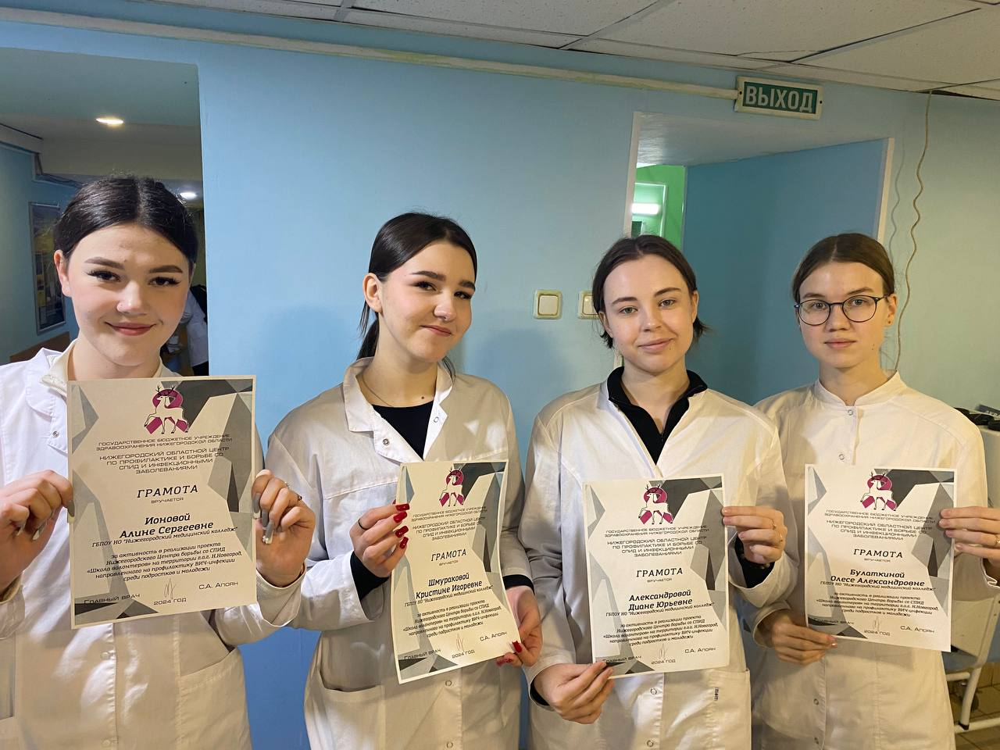 ВЫХОД
ГОСУДАРСТВЕННОЕ БЮДЖЕТНОЕ УЧРЕЖДЕНИЕ
ЗДРАВООХРАНЕНИЯ НИЖЕГОРОДСКОЙ ОБЛАСТИ
НИЖЕГОРОДСКИЙ ОБЛАСТНОЙ ЦЕНТР
ПО ПРОФИЛАКТИКЕ И БОРЬБЕ СО
СПИД И ИНФЕКЦИОННЫМИ
ЗАБОЛЕВАНИЯМИ
ГРАМОТА
ВРУЧАЕТСЯ
Ионовой
Алине Сергеевне
ГБПОУ НО "Нижегородский медицинский колледж"
за активность в реализации проекта
Нижегородского Центра борьбы со СПИД
«Школа волонтеров» на территории г.о.г. Н.Новгород,
направленного на профилактику ВИЧ-инфекции
среди подростков и молодежи
Главный врач С.А. Апоян
2024 год
ГОСУДАРСТВЕННОЕ БЮДЖЕТНОЕ УЧРЕЖДЕНИЕ
ЗДРАВООХРАНЕНИЯ НИЖЕГОРОДСКОЙ ОБЛАСТИ
НИЖЕГОРОДСКИЙ ОБЛАСТНОЙ ЦЕНТР
ПО ПРОФИЛАКТИКЕ И БОРЬБЕ СО
СПИД И ИНФЕКЦИОННЫМИ
ЗАБОЛЕВАНИЯМИ
ГРАМОТА
ВРУЧАЕТСЯ
Шмураковой
Кристине Игоревне
ГБПОУ НО "Нижегородский медицинский колледж"
за активность в реализации проекта
Нижегородского Центра борьбы со СПИД
«Школа волонтеров» на территории г.о.г. Н.Новгород,
направленного на профилактику ВИЧ-инфекции
среди подростков и молодежи
Главный врач С.А. Апоян
2024 год
ГОСУДАРСТВЕННОЕ БЮДЖЕТНОЕ УЧРЕЖДЕНИЕ
ЗДРАВООХРАНЕНИЯ НИЖЕГОРОДСКОЙ ОБЛАСТИ
НИЖЕГОРОДСКИЙ ОБЛАСТНОЙ ЦЕНТР
ПО ПРОФИЛАКТИКЕ И БОРЬБЕ СО
СПИД И ИНФЕКЦИОННЫМИ
ЗАБОЛЕВАНИЯМИ
ГРАМОТА
ВРУЧАЕТСЯ
Александровой
Диане Юрьевне
ГБПОУ НО "Нижегородский медицинский колледж"
за активность в реализации проекта
Нижегородского Центра борьбы со СПИД
«Школа волонтеров» на территории г.о.г. Н.Новгород,
направленного на профилактику ВИЧ-инфекции
среди подростков и молодежи
Главный врач С.А. Апоян
2024 год
ГОСУДАРСТВЕННОЕ БЮДЖЕТНОЕ УЧРЕЖДЕНИЕ
ЗДРАВООХРАНЕНИЯ НИЖЕГОРОДСКОЙ ОБЛАСТИ
НИЖЕГОРОДСКИЙ ОБЛАСТНОЙ ЦЕНТР
ПО ПРОФИЛАКТИКЕ И БОРЬБЕ СО
СПИД И ИНФЕКЦИОННЫМИ
ЗАБОЛЕВАНИЯМИ
ГРАМОТА
ВРУЧАЕТСЯ
Булаткиной
Олесе Александровне
ГБПОУ НО "Нижегородский медицинский колледж"
за активность в реализации проекта
Нижегородского Центра борьбы со СПИД
«Школа волонтеров» на территории г.о.г. Н.Новгород,
направленного на профилактику ВИЧ-инфекции
среди подростков и молодежи
Главный врач С.А. Апоян
2024 год